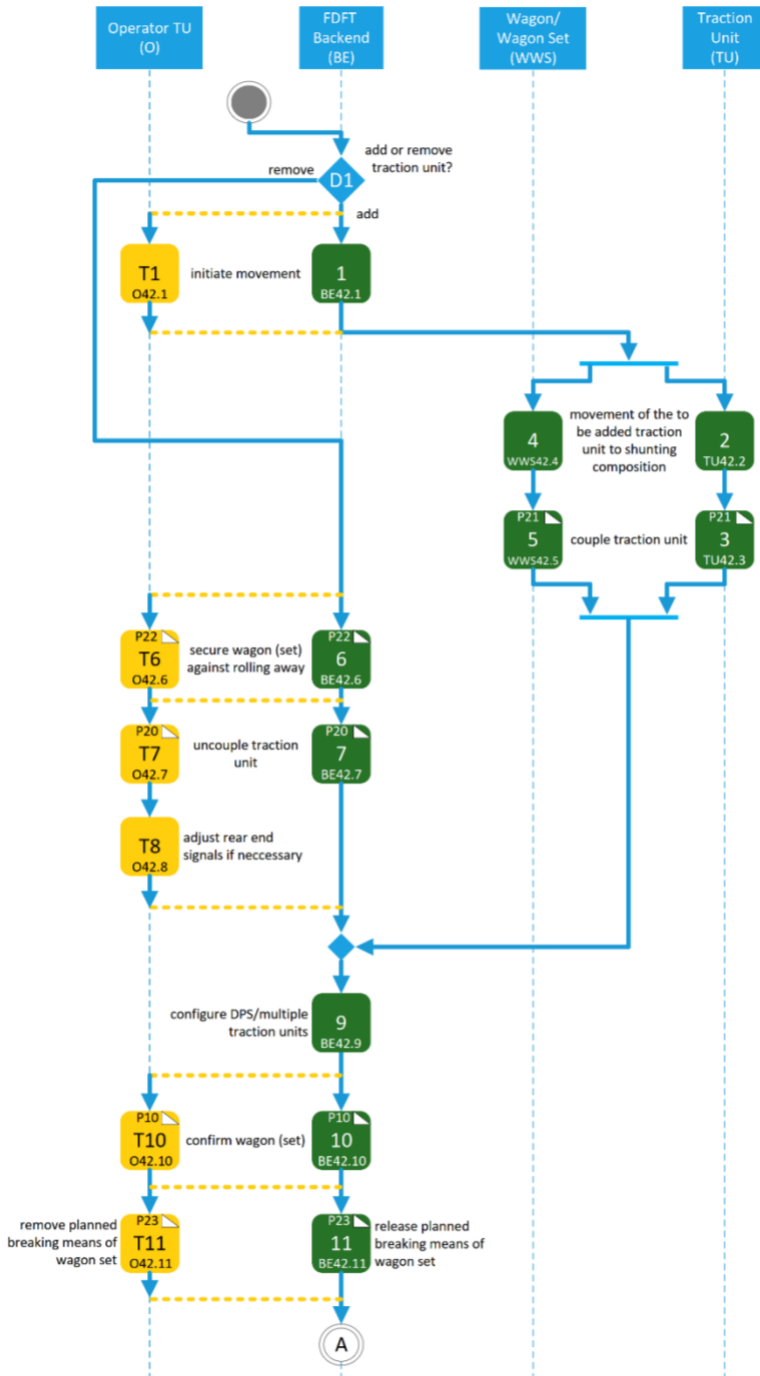 Operator TU
(O)
FDFT
Backend
(BE)
Wagon/
Wagon Set
(WWS)
Traction
Unit
(TU)
add or remove
traction unit?
remove
D1
add
T1
O42.1
initiate movement
1
BE42.1
4
WWS42.4
movement of the to
be added traction
unit to shunting
composition
2
TU42.2
P21
5
WWS42.5
couple traction unit
P21
3
TU42.3
P22
T6
O42.6
secure wagon (set)
against rolling away
P22
6
BE42.6
P20
T7
O42.7
uncouple traction
unit
P20
7
BE42.7
T8
O42.8
adjust rear end
signals if neccessary
configure DPS/multiple
traction units
9
BE42.9
P10
T10
O42.10
confirm wagon (set)
P10
10
BE42.10
remove planned
breaking means of
wagon set
P23
T11
O42.11
P23
11
BE42.11
release planned
breaking means of
wagon set
A